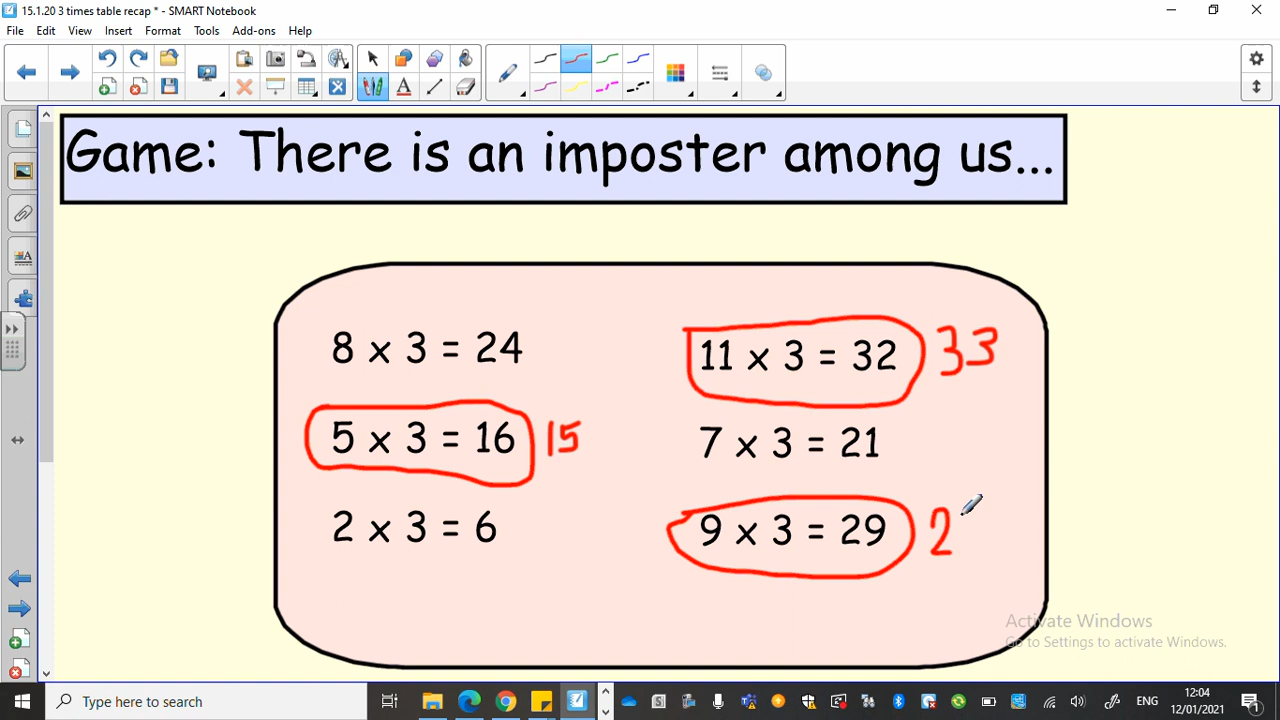 15.1.20 3 times table recap * - SMART Notebook
File Edit View Insert Format Tools Add-ons Help
Game: There is an imposter among us...
8 x 3 = 24
5 x 3 = 16 15
2 x 3 = 6
11 x 3 = 32 33
7 x 3 = 21
9 x 3 = 29 2
Activate Windows
Go to Settings to activate Windows.
Type here to search
ENG
12:04
12/01/2021
1